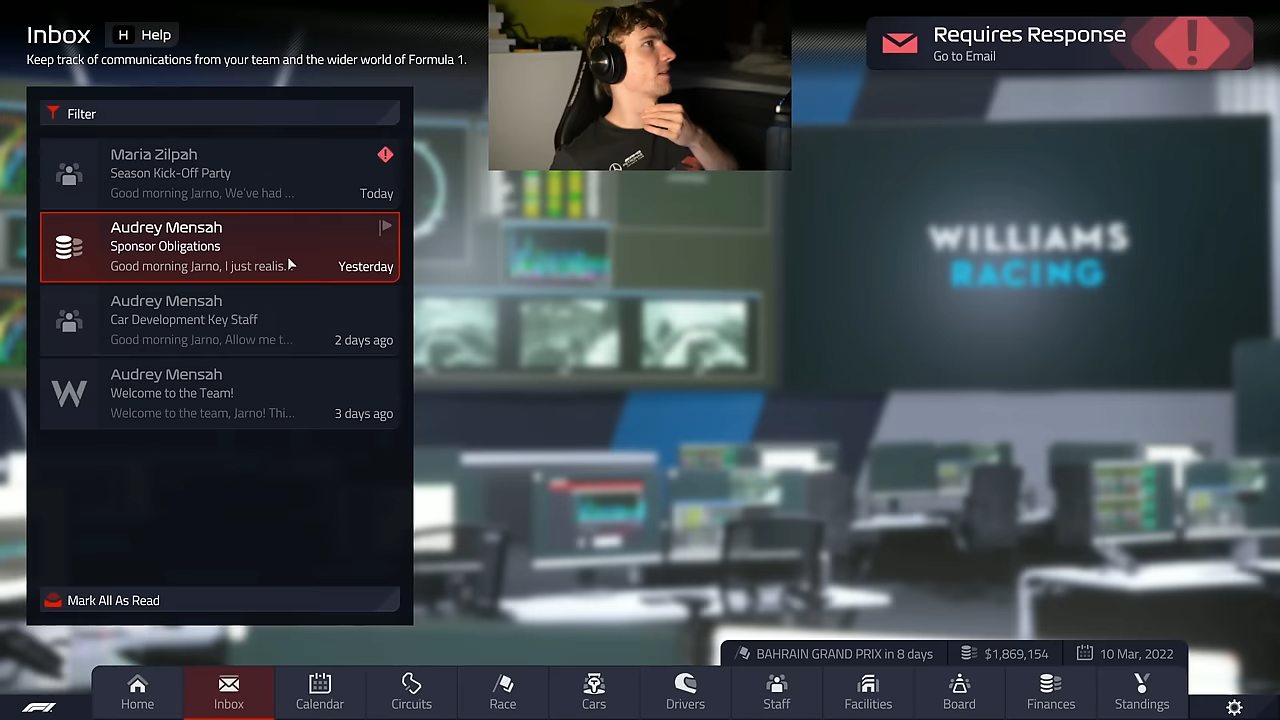 Inbox
H Help
Keep track of communications from your team and the wider world of Formula 1.
Requires Response
Go to Email
Filter
Maria Zilpah
Season Kick-Off Party
Good morning Jarno, We've had ...
Today
Audrey Mensah
Sponsor Obligations
Good morning Jarno, I just realis.
Yesterday
Audrey Mensah
Car Development Key Staff
Good morning Jarno, Allow me t...
2 days ago
Audrey Mensah
Welcome to the Team!
Welcome to the team, Jarno! Thi...
3 days ago
Mark All As Read
WILLIAMS
RACING
BAHRAIN GRAND PRIX in 8 days
$1,869,154
10 Mar, 2022
Home
Inbox
Calendar
Circuits
Race
Cars
Drivers
Staff
Facilities
Board
Finances
Standings